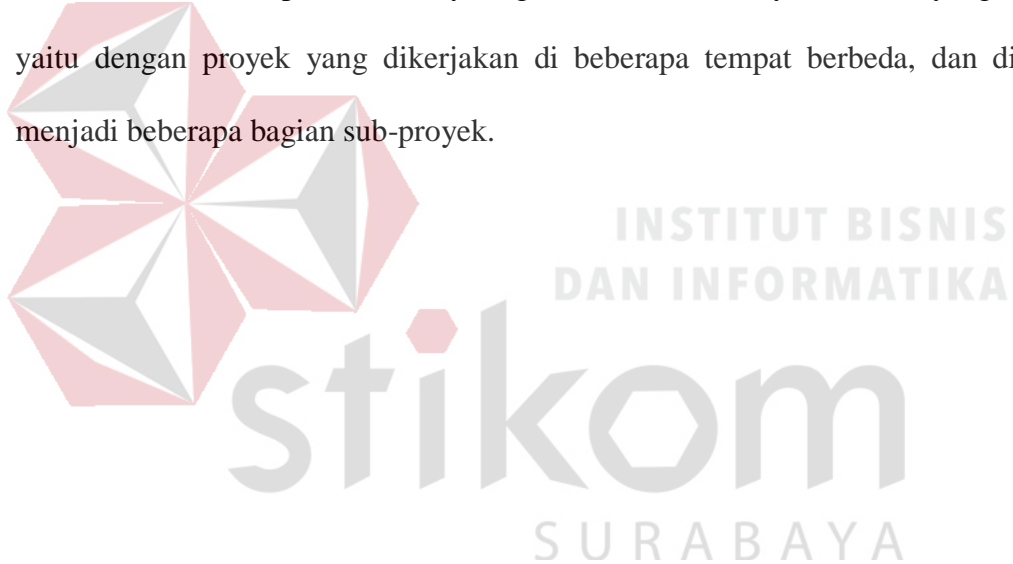 yaitu dengan proyek yang dikerjakan di beberapa tempat berbeda, dan di
menjadi beberapa bagian sub-proyek.
INSTITUT BISNIS
DAN INFORMATIKA
stikom
SURABAYA